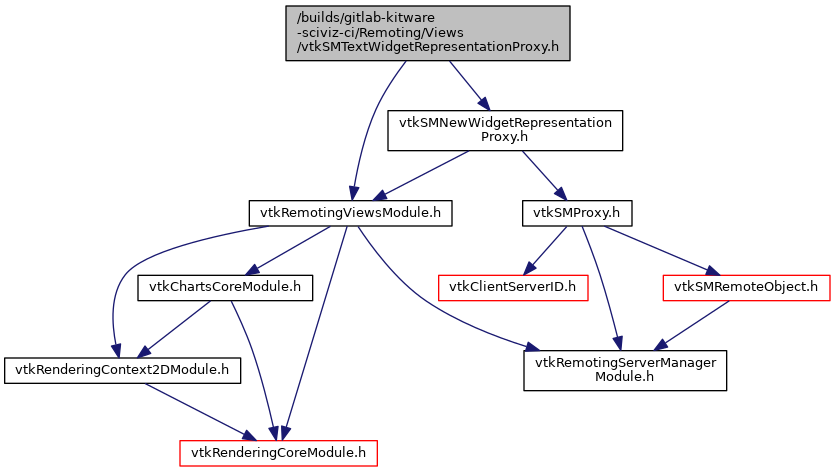 /builds/gitlab-kitware
-sciviz-ci/Remoting/Views
/vtkSMTextWidgetRepresentationProxy.h
vtkSMNewWidgetRepresentation
Proxy.h
vtkRemotingViewsModule.h
vtkSMProxy.h
vtkChartsCoreModule.h
vtkClientServerID.h
vtkSMRemoteObject.h
vtkRenderingContext2DModule.h
vtkRemotingServerManager
Module.h
vtkRenderingCoreModule.h